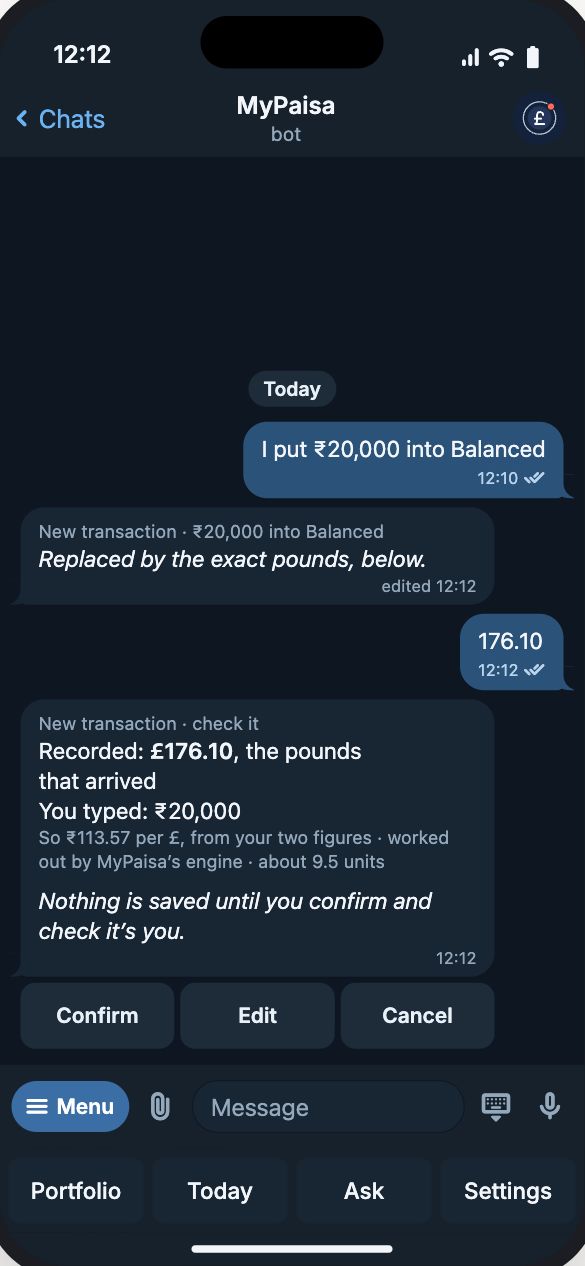 12:12
Chats
MyPaisa
bot
£
Today
I put ₹20,000 into Balanced
12:10
New transaction · ₹20,000 into Balanced
Replaced by the exact pounds, below.
edited 12:12
176.10
12:12
New transaction · check it
Recorded: £176.10, the pounds
that arrived
You typed: ₹20,000
So ₹113.57 per £, from your two figures · worked
out by MyPaisa’s engine · about 9.5 units
Nothing is saved until you confirm and
check it’s you.
12:12
Confirm Edit Cancel
Menu Message
Portfolio Today Ask Settings